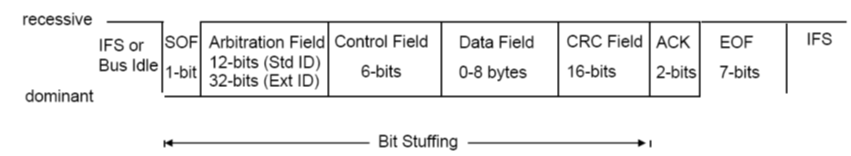 recessive
IFS or
Bus Idle
SOF
1-bit
Arbitration Field
12-bits (Std ID)
32-bits (Ext ID)
Control Field
6-bits
Data Field
0-8 bytes
CRC Field
16-bits
ACK
2-bits
EOF
7-bits
IFS
dominant
Bit Stuffing